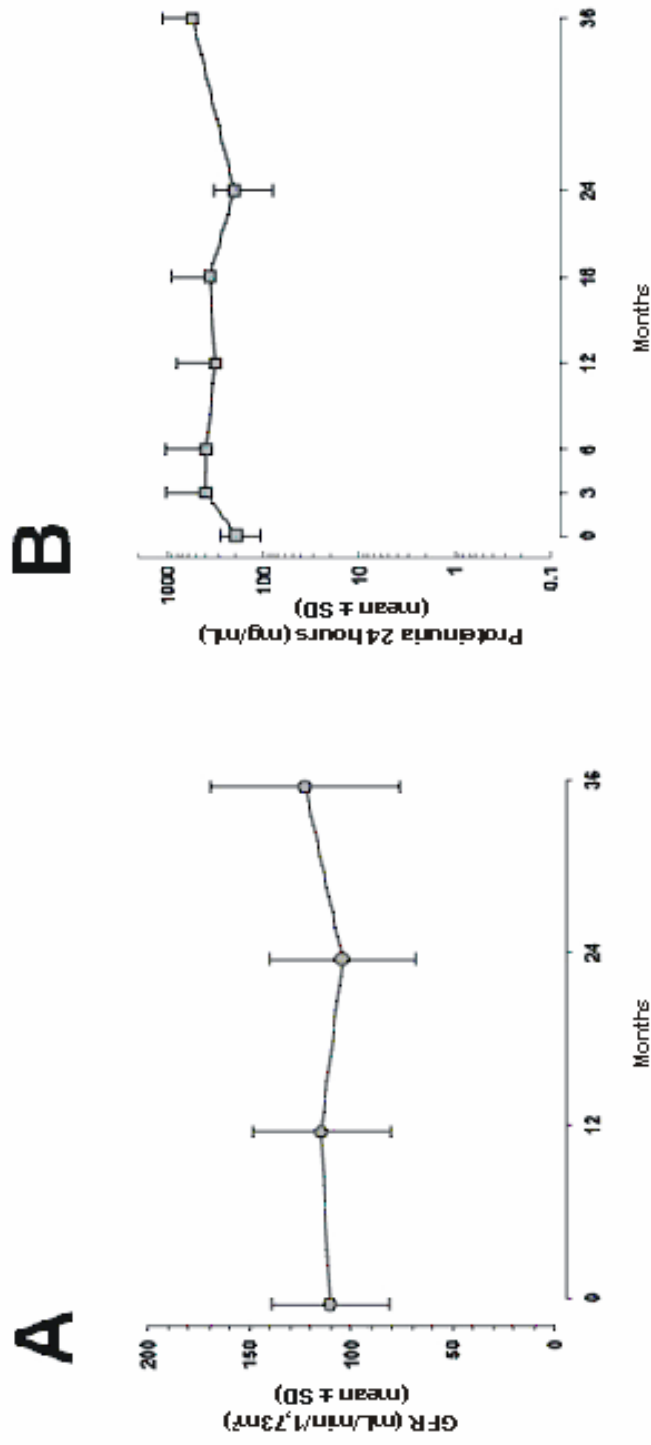 A
GFR (mL/min/1,73m²)
(mean ± SD)
200
150
100
50
0
0
12
24
36
Months
B
Proteinuria 24 hours (mg/mL)
(mean ± SD)
1000
100
10
1
0.1
0
3
6
12
18
24
36
Months